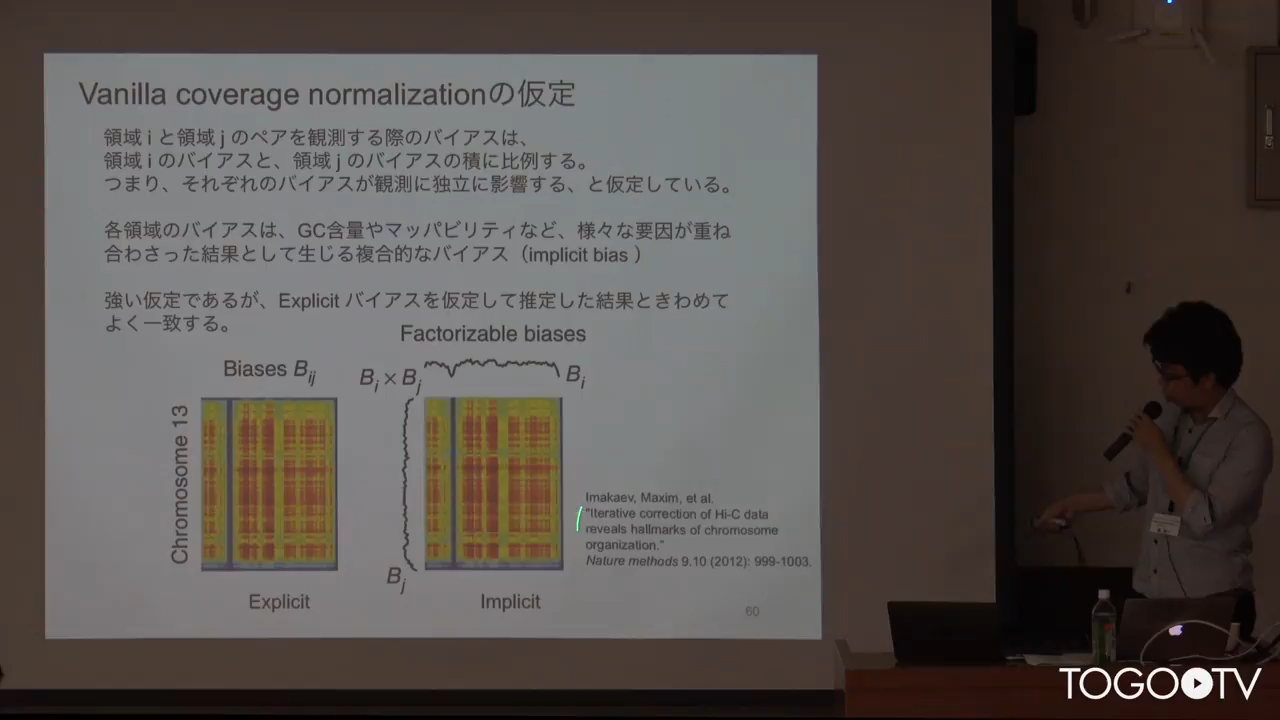 Vanilla coverage normalizationの仮定
領域 i と領域 j のペアを観測する際のバイアスは、
領域 i のバイアスと、領域 j のバイアスの積に比例する。
つまり、それぞれのバイアスが観測に独立に影響する、と仮定している。
各領域のバイアスは、GC含量やマッパビリティなど、様々な要因が重ね
合わさった結果として生じる複合的なバイアス（implicit bias ）
強い仮定であるが、Explicit バイアスを仮定して推定した結果ときわめて
よく一致する。
Factorizable biases
Biases Bij
Bi × Bj
Bi
Chromosome 13
Bj
Explicit
Implicit
Imakaev, Maxim, et al.
"Iterative correction of Hi-C data
reveals hallmarks of chromosome
organization."
Nature methods 9.10 (2012): 999-1003.
60
TOGO TV